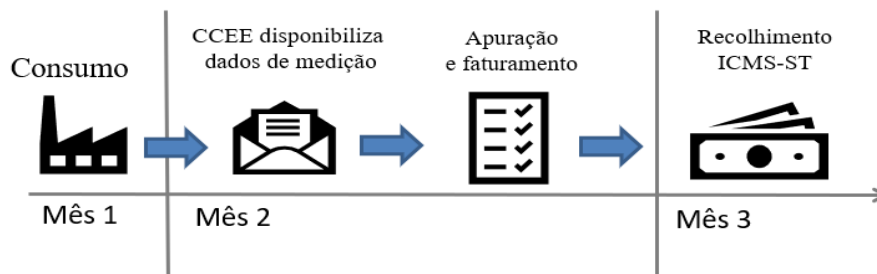 Consumo
CCEE disponibiliza
dados de medição
Apuração
e faturamento
Recolhimento
ICMS-ST
Mês 1
Mês 2
Mês 3